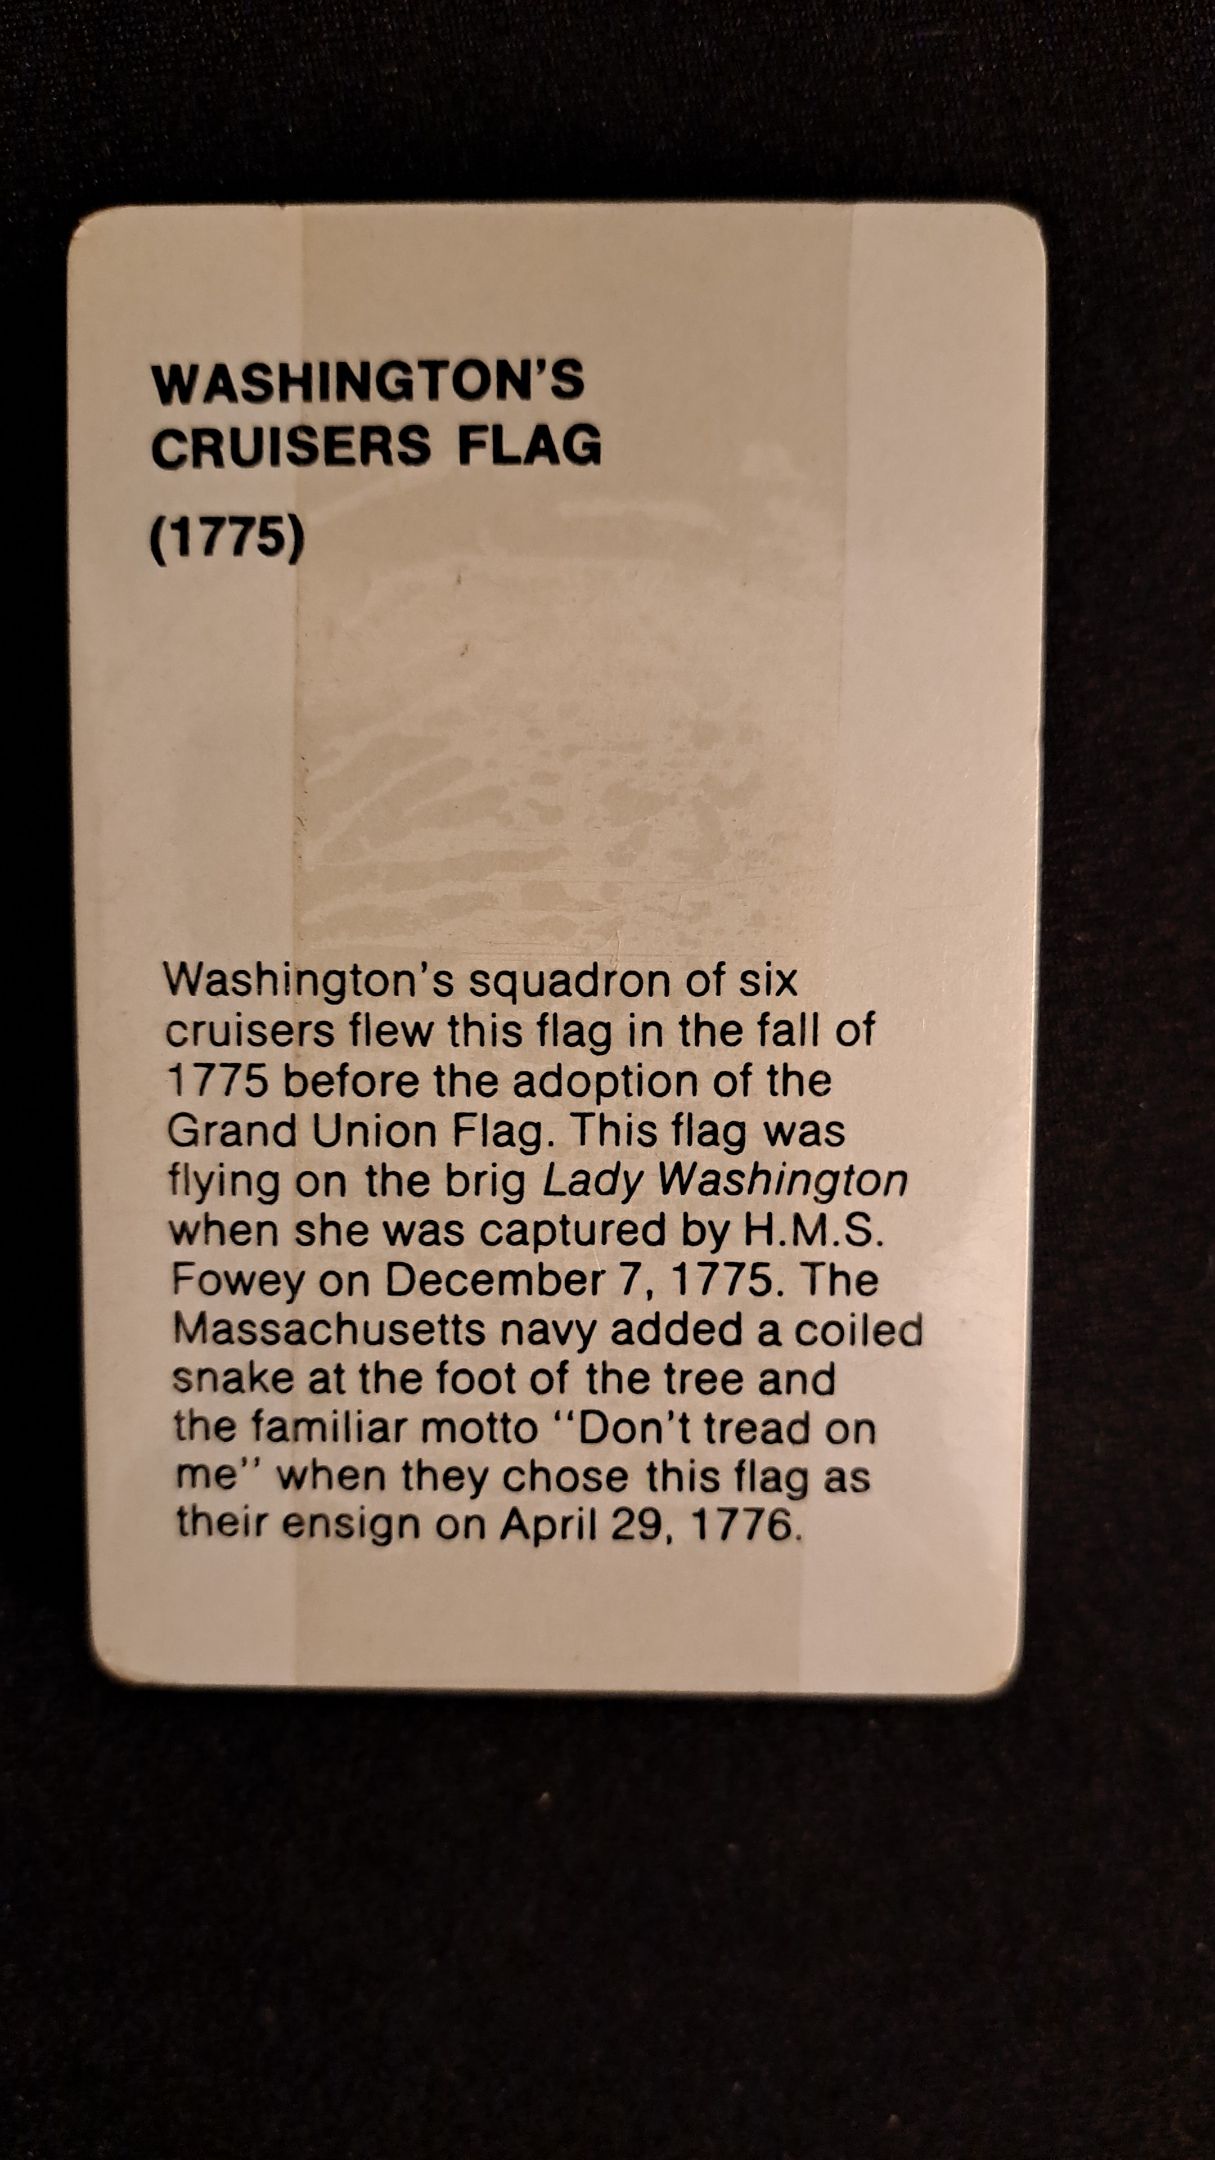 WASHINGTON'S
CRUISERS FLAG
(1775)
Washington's squadron of six
cruisers flew this flag in the fall of
1775 before the adoption of the
Grand Union Flag. This flag was
flying on the brig Lady Washington
when she was captured by H.M.S.
Fowey on December 7, 1775. The
Massachusetts navy added a coiled
snake at the foot of the tree and
the familiar motto ‘‘Don't tread on
me’’ when they chose this flag as
their ensign on April 29, 1776.